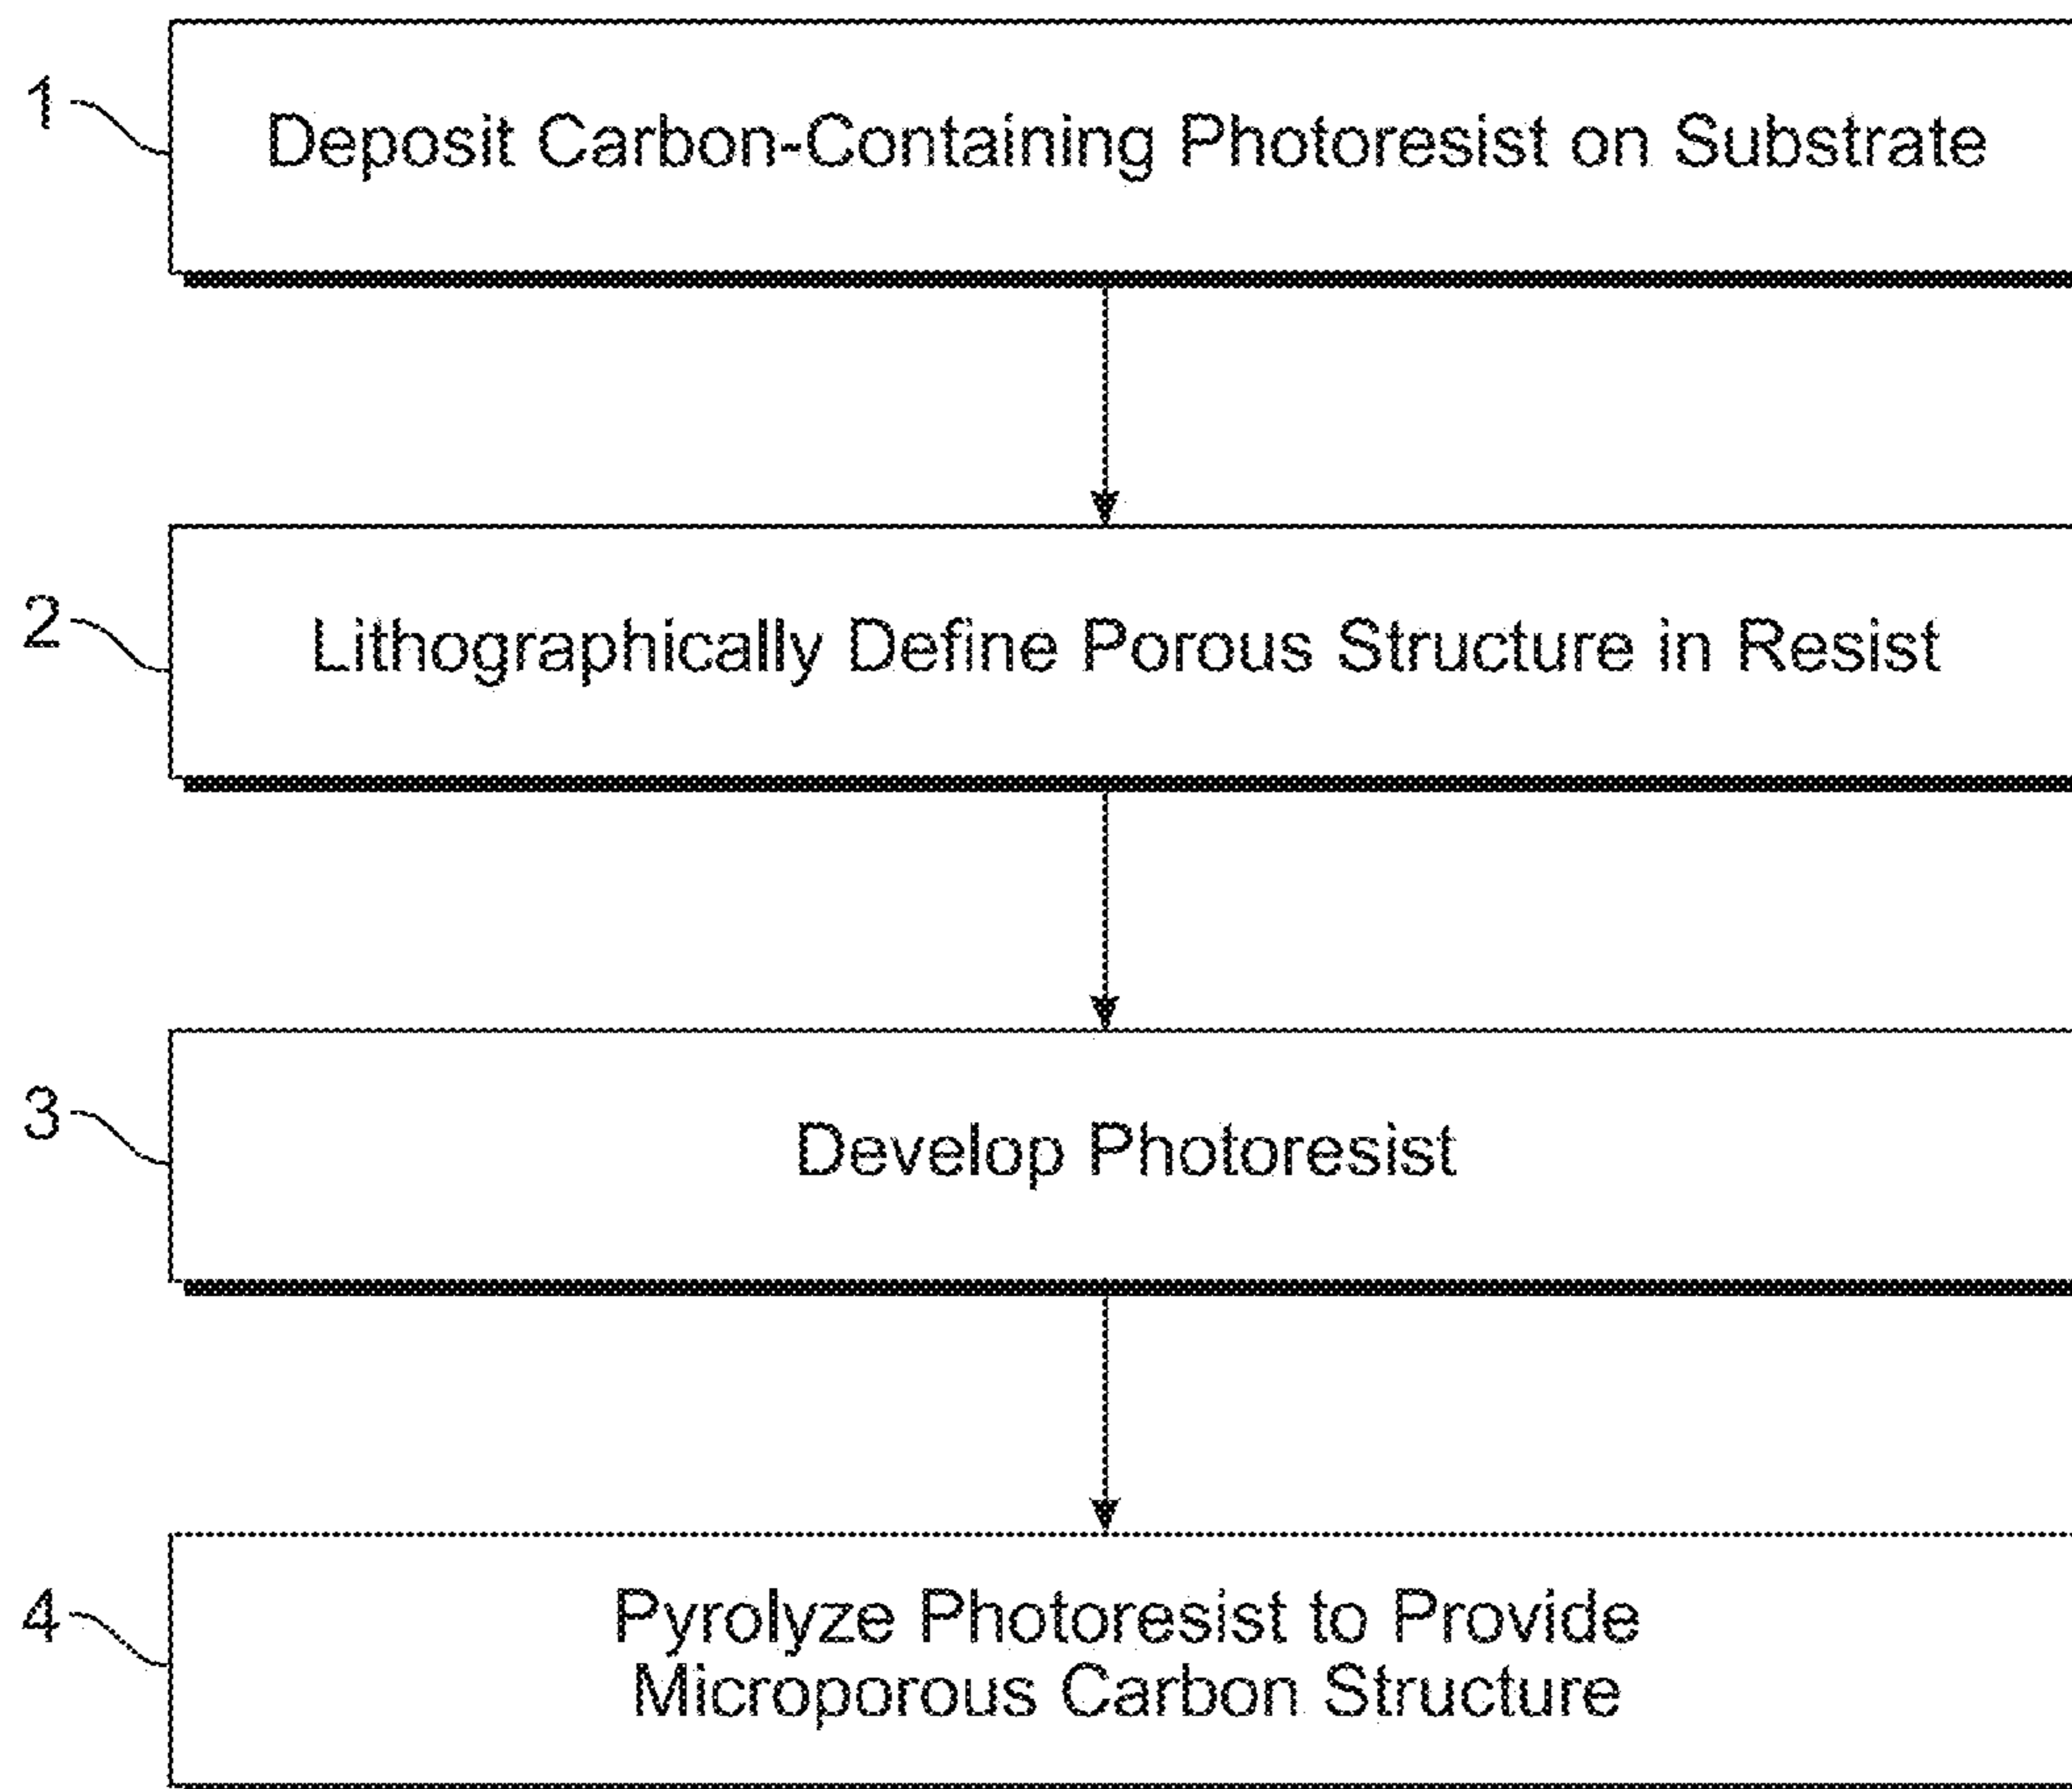 1
Deposit Carbon-Containing Photoresist on Substrate
2
Lithographically Define Porous Structure in Resist
3
Develop Photoresist
4
Pyrolyze Photoresist to Provide
Microporous Carbon Structure